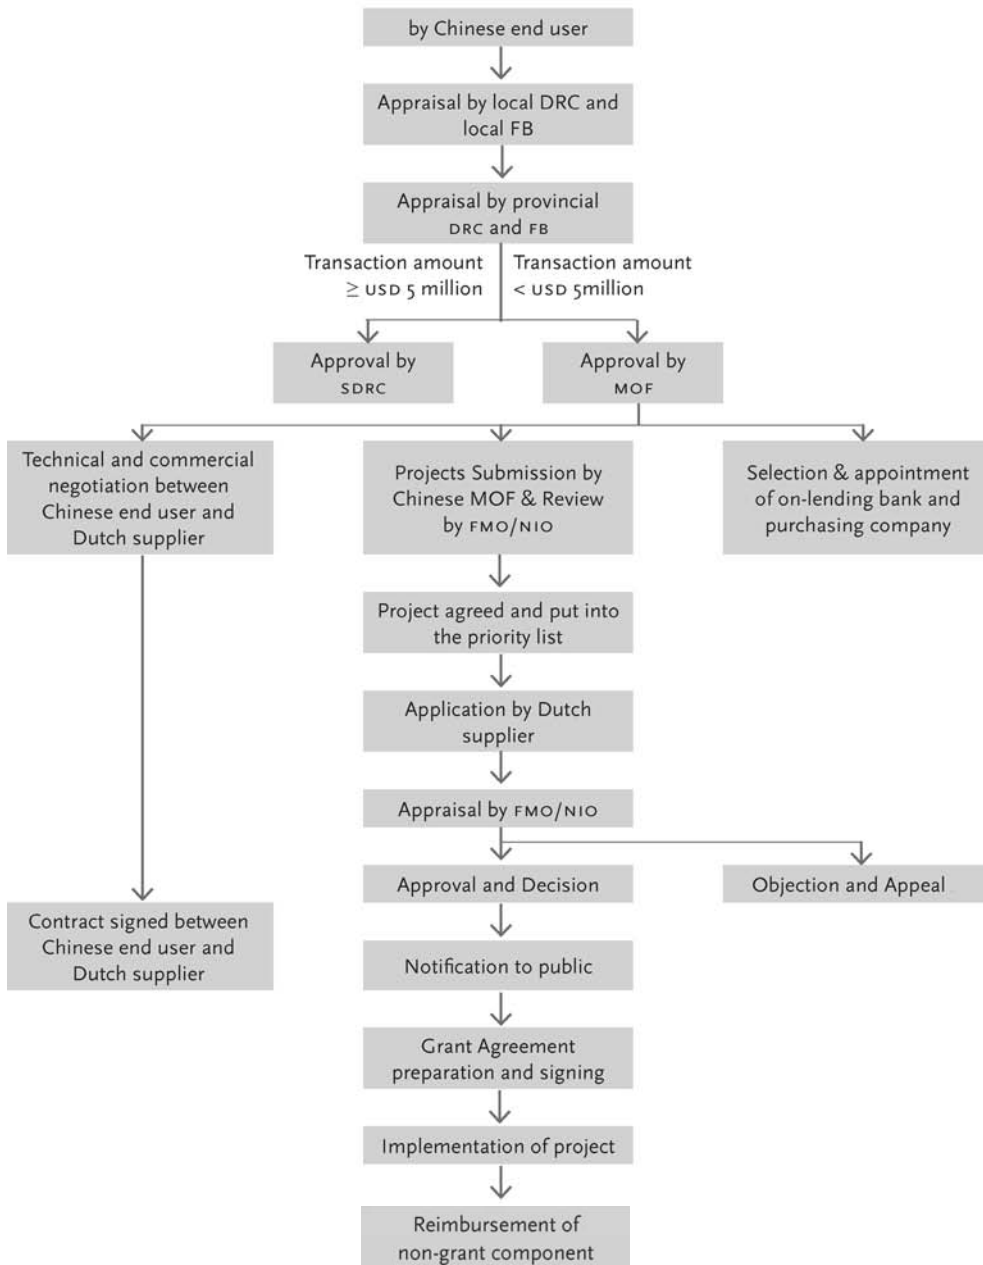 by Chinese end user
Appraisal by local DRC and
local FB
Appraisal by provincial
DRC and FB
Transaction amount
≥ USD 5 million
Transaction amount
< USD 5million
Approval by
SDRC
Approval by
MOF
Technical and commercial
negotiation between
Chinese end user and
Dutch supplier
Projects Submission by
Chinese MOF & Review
by FMO/NIO
Selection & appointment
of on-lending bank and
purchasing company
Project agreed and put into
the priority list
Application by Dutch
supplier
Appraisal by FMO/NIO
Approval and Decision
Objection and Appeal
Contract signed between
Chinese end user and
Dutch supplier
Notification to public
Grant Agreement
preparation and signing
Implementation of project
Reimbursement of
non-grant component